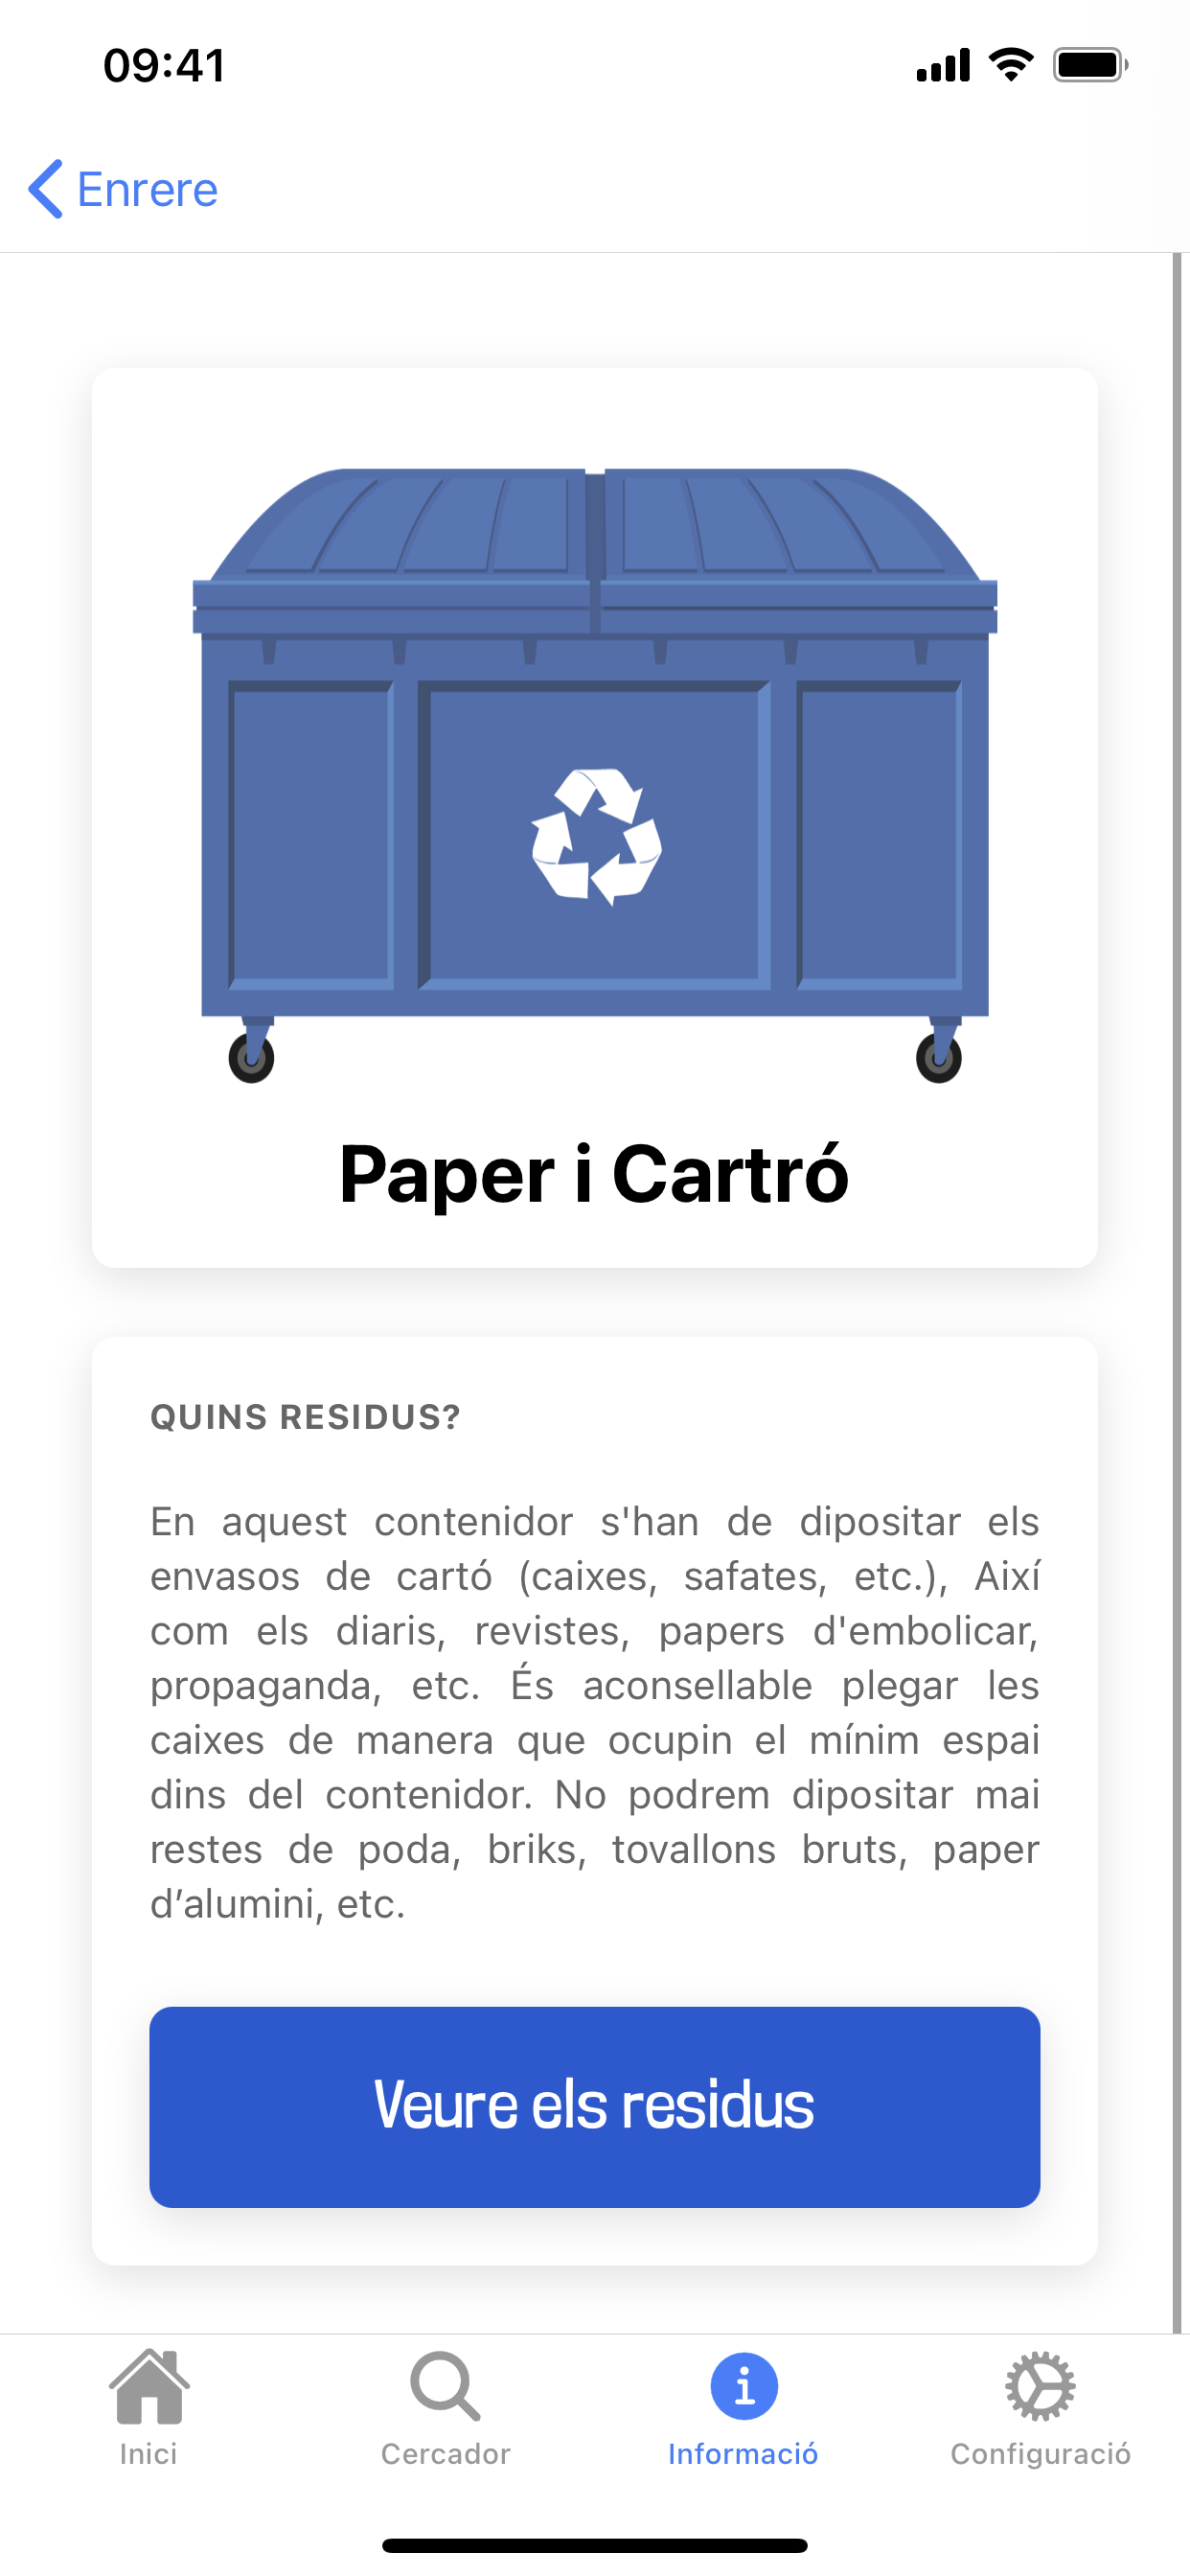 09:41
Enrere
Paper i Cartró
QUINS RESIDUS?
En aquest contenidor s'han de dipositar els
envasos de cartó (caixes, safates, etc.), Així
com els diaris, revistes, papers d'embolicar,
propaganda, etc. És aconsellable plegar les
caixes de manera que ocupin el mínim espai
dins del contenidor. No podrem dipositar mai
restes de poda, briks, tovallons bruts, paper
d’alumini, etc.
Veure els residus
Inici
Cercador
Informació
Configuració